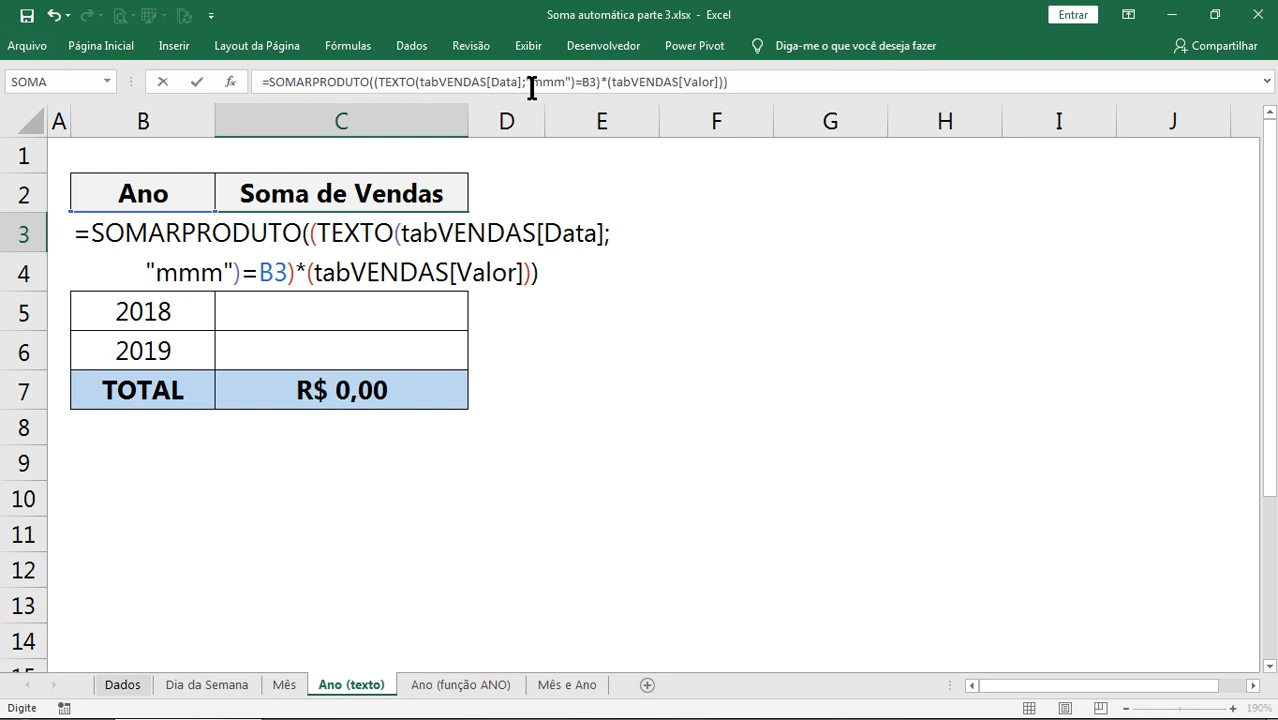 Soma automática parte 3.xlsx - Excel
Entrar
Arquivo Página Inicial Inserir Layout da Página Fórmulas Dados Revisão Exibir Desenvolvedor Power Pivot Diga-me o que você deseja fazer Compartilhar
SOMA fx =SOMARPRODUTO((TEXTO(tabVENDAS[Data];"mmm")=B3)*(tabVENDAS[Valor]))
A B C D E F G H I J
1
2 Ano Soma de Vendas
3 =SOMARPRODUTO((TEXTO(tabVENDAS[Data];
4 "mmm")=B3)*(tabVENDAS[Valor]))
5 2018
6 2019
7 TOTAL R$ 0,00
8
9
10
11
12
13
14
15
Dados Dia da Semana Mês Ano (texto) Ano (função ANO) Mês e Ano
Digite 190%